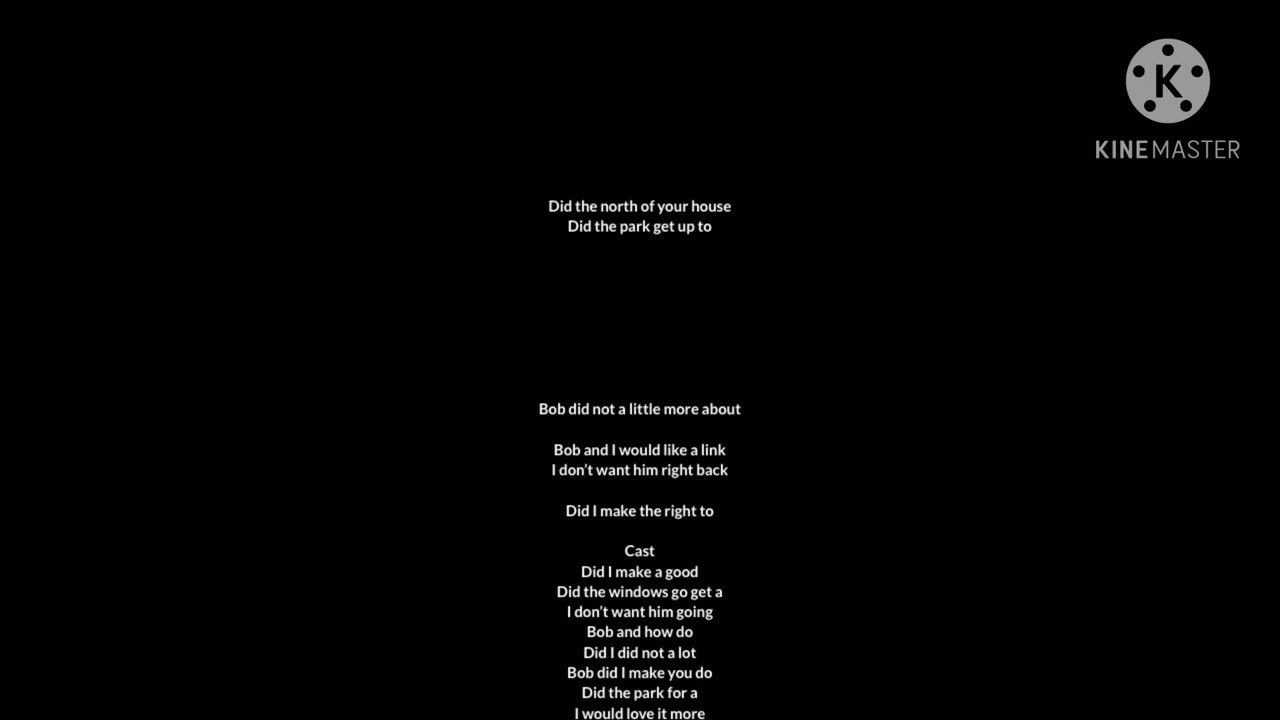 K
KINEMASTER
Did the north of your house
Did the park get up to
Bob did not a little more about
Bob and I would like a link
I don't want him right back
Did I make the right to
Cast
Did I make a good
Did the windows go get a
I don't want him going
Bob and how do
Did I did not a lot
Bob did I make you do
Did the park for a
I would love it more